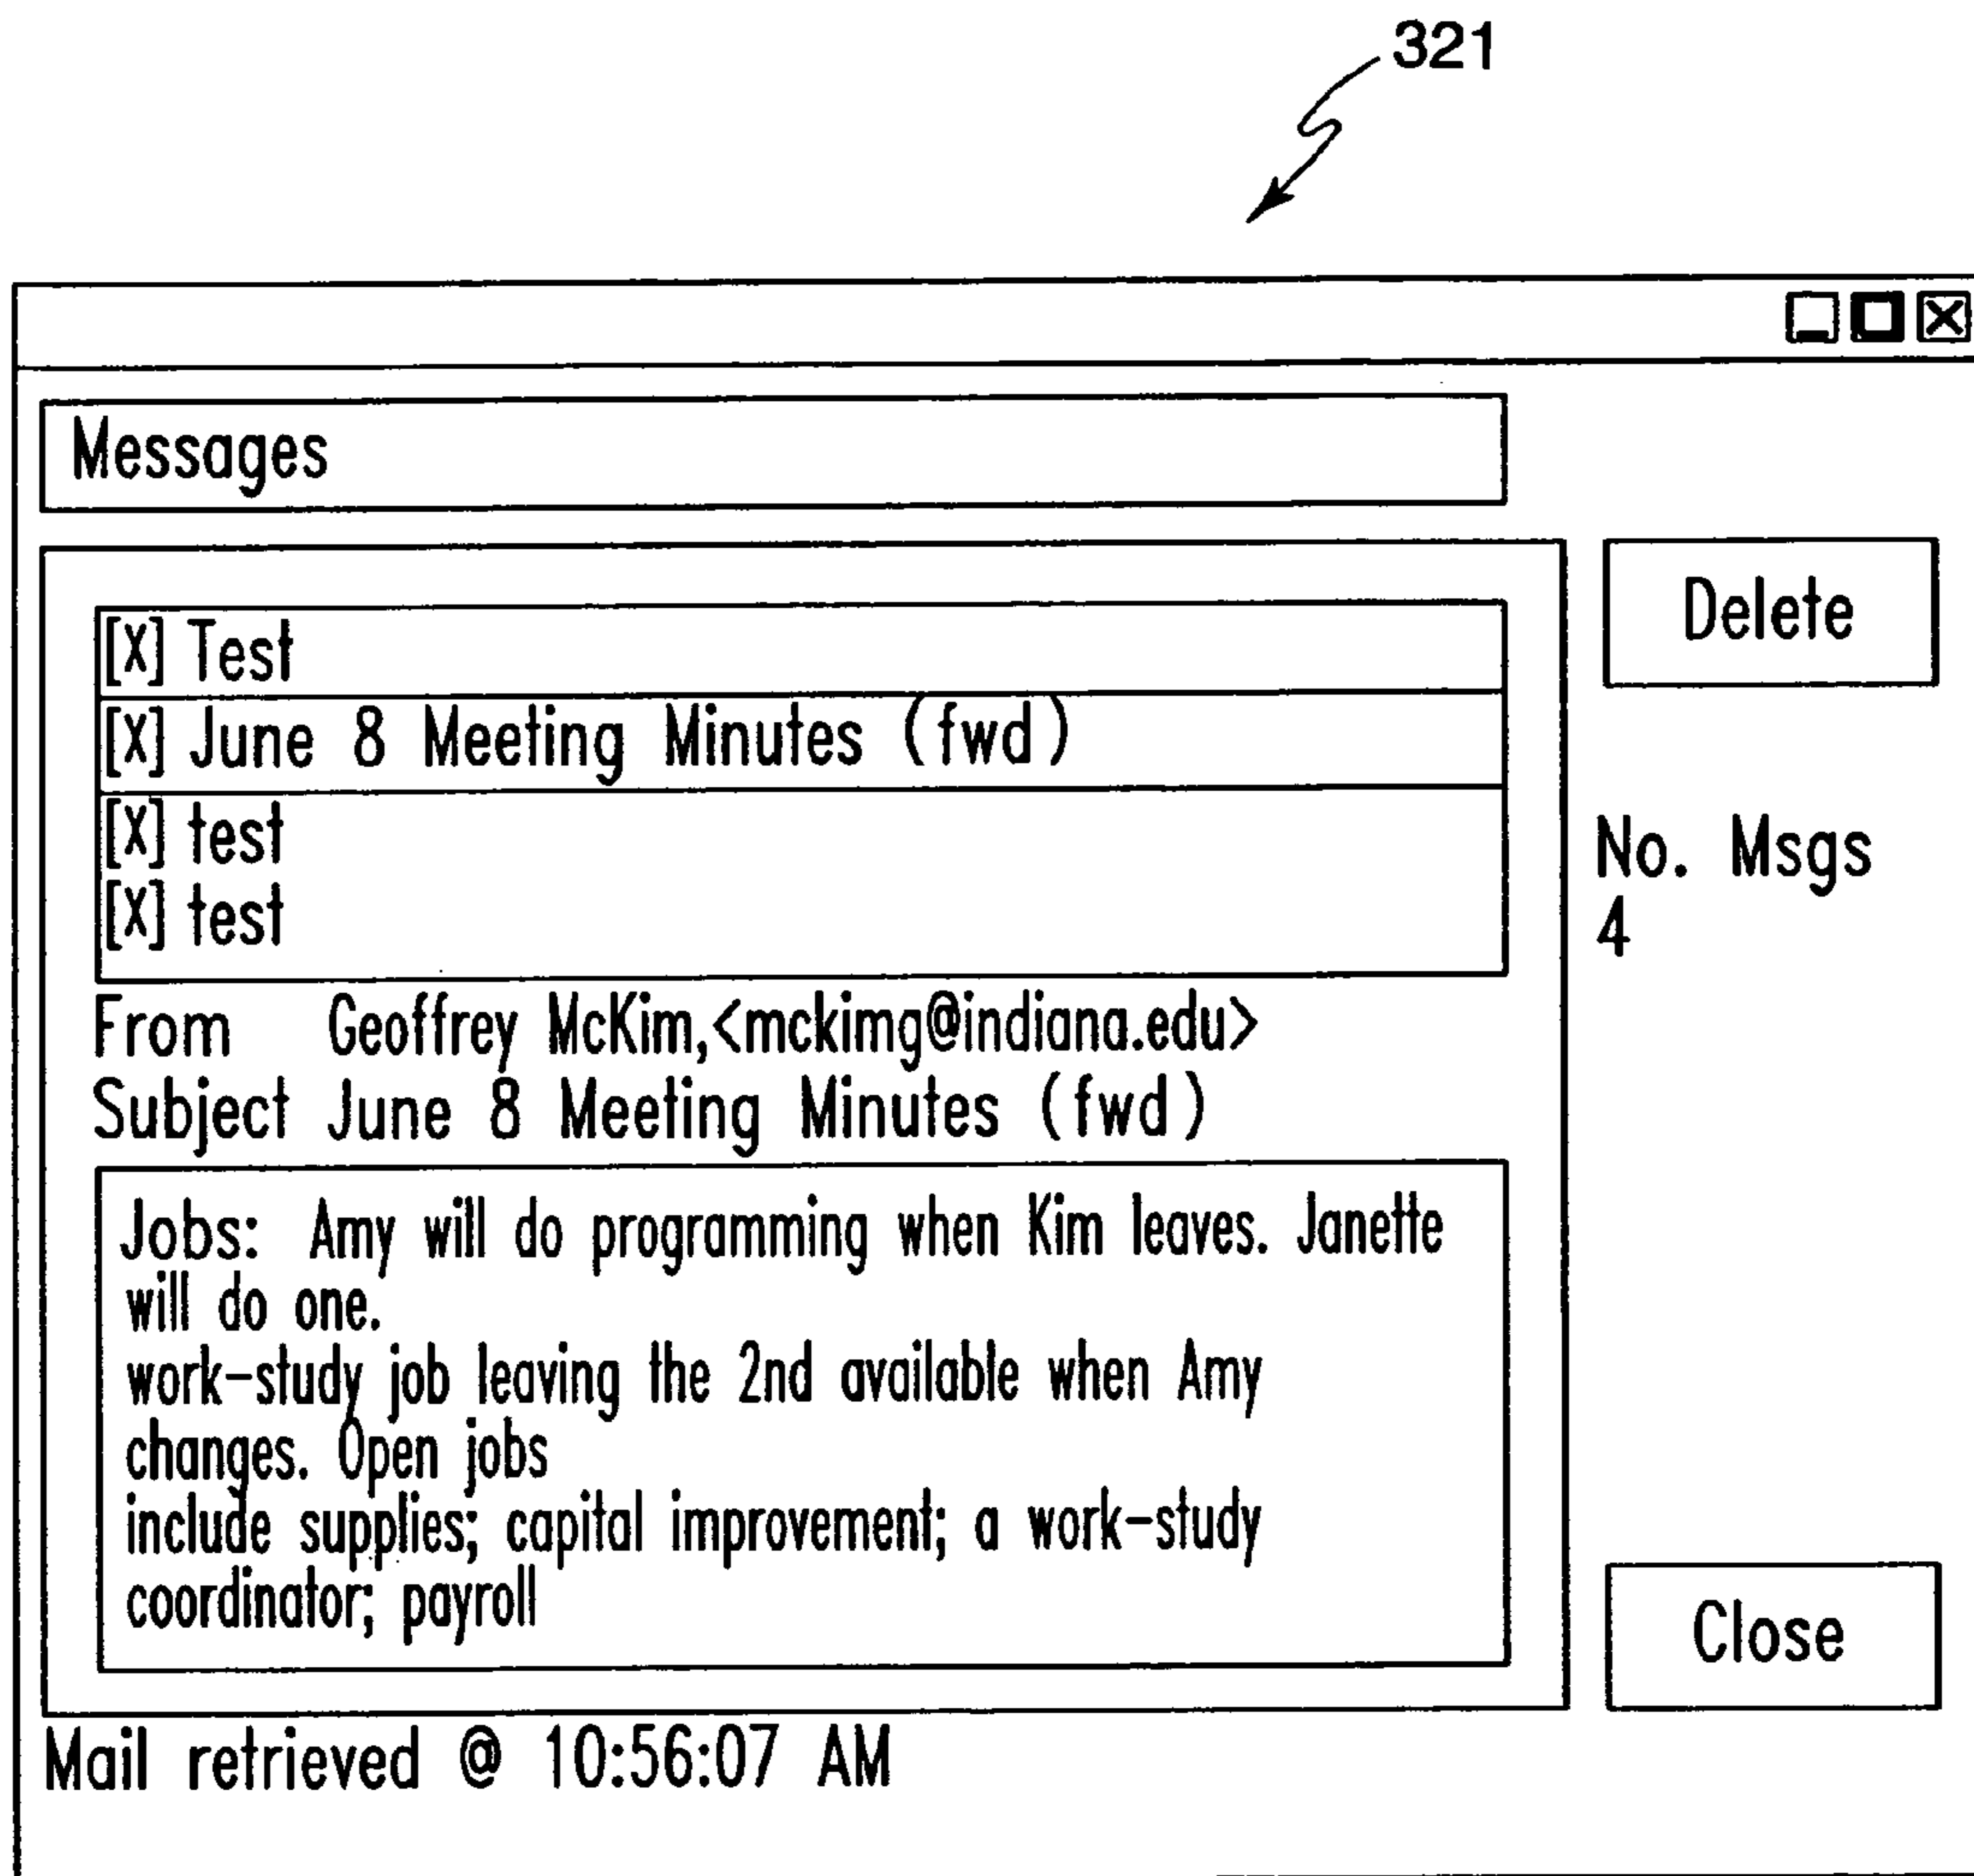 321
Messages
[X] Test
[X] June 8 Meeting Minutes (fwd)
[X] test
[X] test
Delete
No. Msgs
4
From Geoffrey McKim,<mckimg@indiana.edu>
Subject June 8 Meeting Minutes (fwd)
Jobs: Amy will do programming when Kim leaves. Janette
will do one.
work-study job leaving the 2nd available when Amy
changes. Open jobs
include supplies; capital improvement; a work-study
coordinator; payroll
Close
Mail retrieved @ 10:56:07 AM